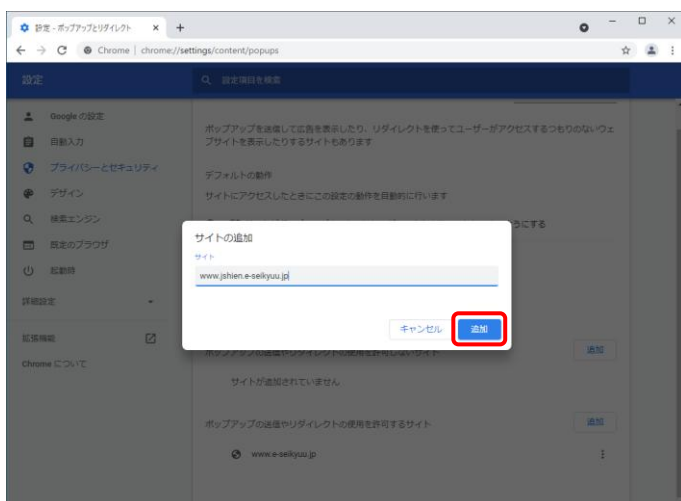 設定 - ポップアップとリダイレクト
Chrome | chrome://settings/content/popups
設定
設定項目を検索
Google の設定
自動入力
プライバシーとセキュリティ
デザイン
検索エンジン
既定のブラウザ
起動時
詳細設定
拡張機能
Chrome について
ポップアップを送信して広告を表示したり、リダイレクトを使ってユーザーがアクセスするつもりのないウェ
ブサイトを表示したりするサイトもあります
デフォルトの動作
サイトにアクセスしたときにこの設定の動作を自動的に行います
うにする
サイトの追加
サイト
www.jshien.e-seikyuu.jp
キャンセル
追加
ポップアップの送信やリダイレクトの使用を許可しないサイト
追加
サイトが追加されていません
ポップアップの送信やリダイレクトの使用を許可するサイト
追加
www.e-seikyuu.jp